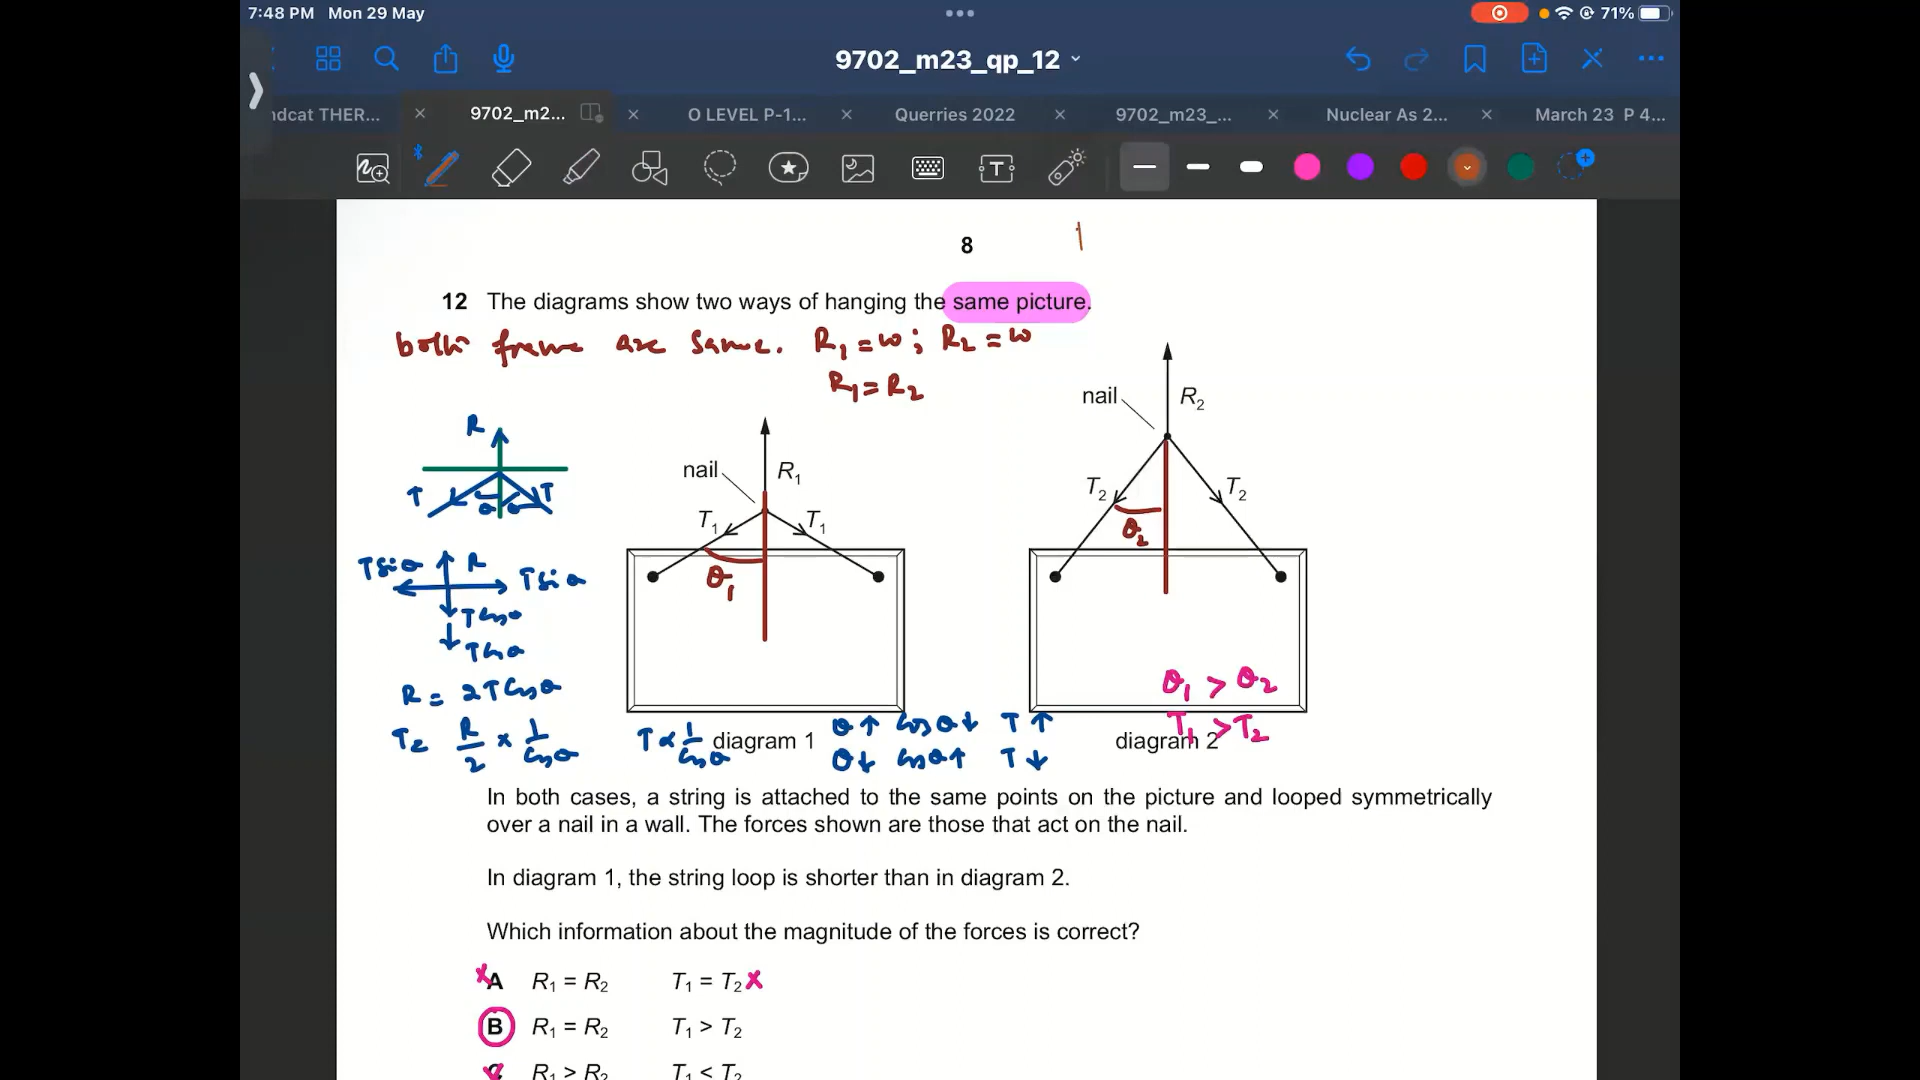 7:48 PM Mon 29 May
71%
9702_m23_qp_12
ndcat THER...
9702_m2...
O LEVEL P-1...
Querries 2022
9702_m23_...
Nuclear As 2...
March 23 P 4...
8
12 The diagrams show two ways of hanging the same picture.
both frame are same. R1 = w ; R2 = w
R1 = R2
R
T θ θ T
Tsinθ R Tsinθ
Tcosθ
Tcosθ
R = 2Tcosθ
T = R/2 × 1/cosθ
nail R1
T1 T1
θ1
nail R2
T2 T2
θ2
θ1 > θ2
T1 > T2
T ∝ 1/cosθ
θ↑ cosθ↓ T↑
θ↓ cosθ↑ T↓
diagram 1 diagram 2
In both cases, a string is attached to the same points on the picture and looped symmetrically
over a nail in a wall. The forces shown are those that act on the nail.
In diagram 1, the string loop is shorter than in diagram 2.
Which information about the magnitude of the forces is correct?
A R1 = R2 T1 = T2
B R1 = R2 T1 > T2
C R1 > R2 T1 < T2